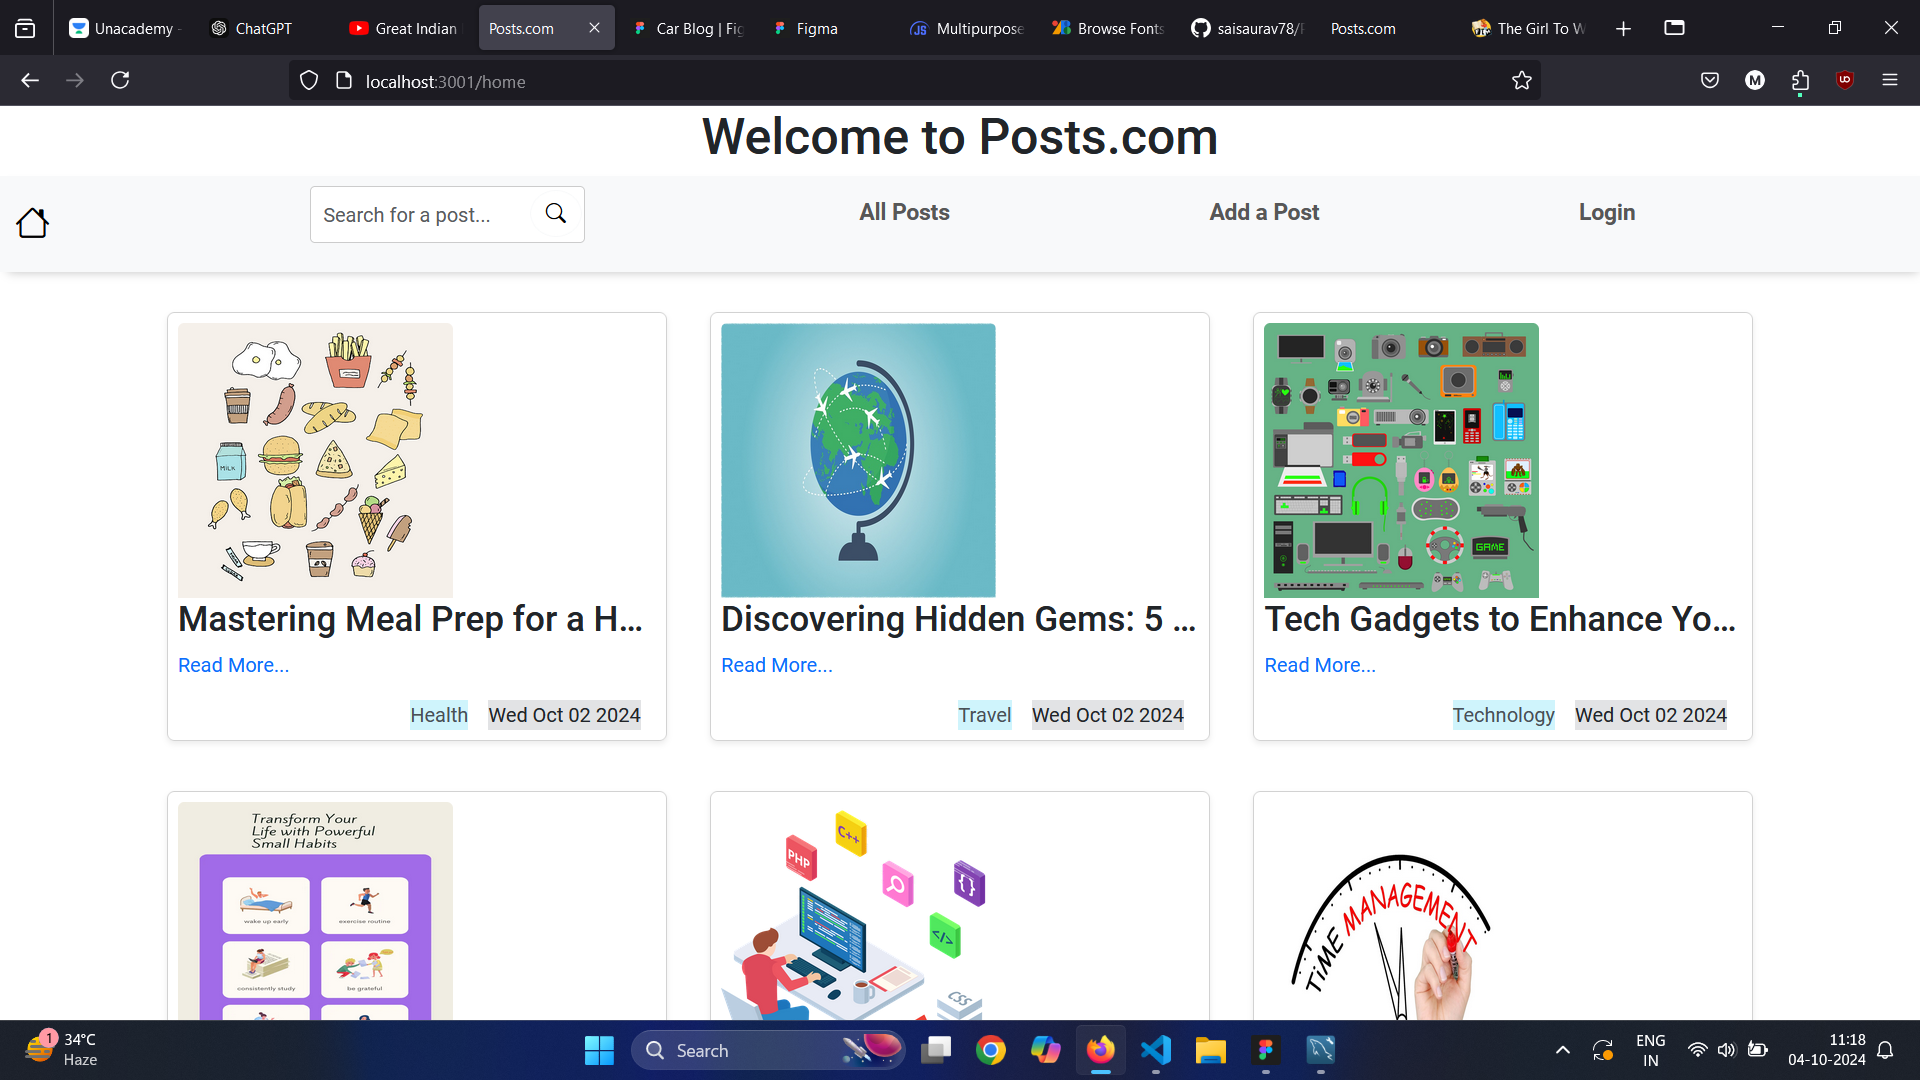 Unacademy
ChatGPT
Great Indian
Posts.com
Car Blog | Fig
Figma
Multipurpose
Browse Fonts
saisaurav78/
Posts.com
The Girl To W
localhost:3001/home
Welcome to Posts.com
Search for a post...
All Posts
Add a Post
Login
MILK
GAME
Mastering Meal Prep for a H...
Discovering Hidden Gems: 5 ...
Tech Gadgets to Enhance Yo...
Read More...
Read More...
Read More...
Health
Wed Oct 02 2024
Travel
Wed Oct 02 2024
Technology
Wed Oct 02 2024
Transform Your
Life with Powerful
Small Habits
wake up early
exercise routine
consistently study
be grateful
C++
PHP
{}
</>
CSS
TIME MANAGEMENT
1
34°C
Haze
Search
ENG
IN
11:18
04-10-2024